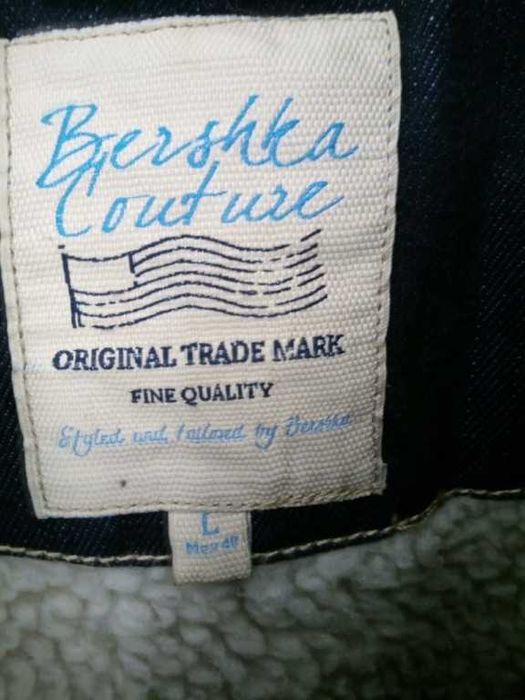 Bershka
Couture
ORIGINAL TRADE MARK
FINE QUALITY
Styled and tailored by Bershka
L